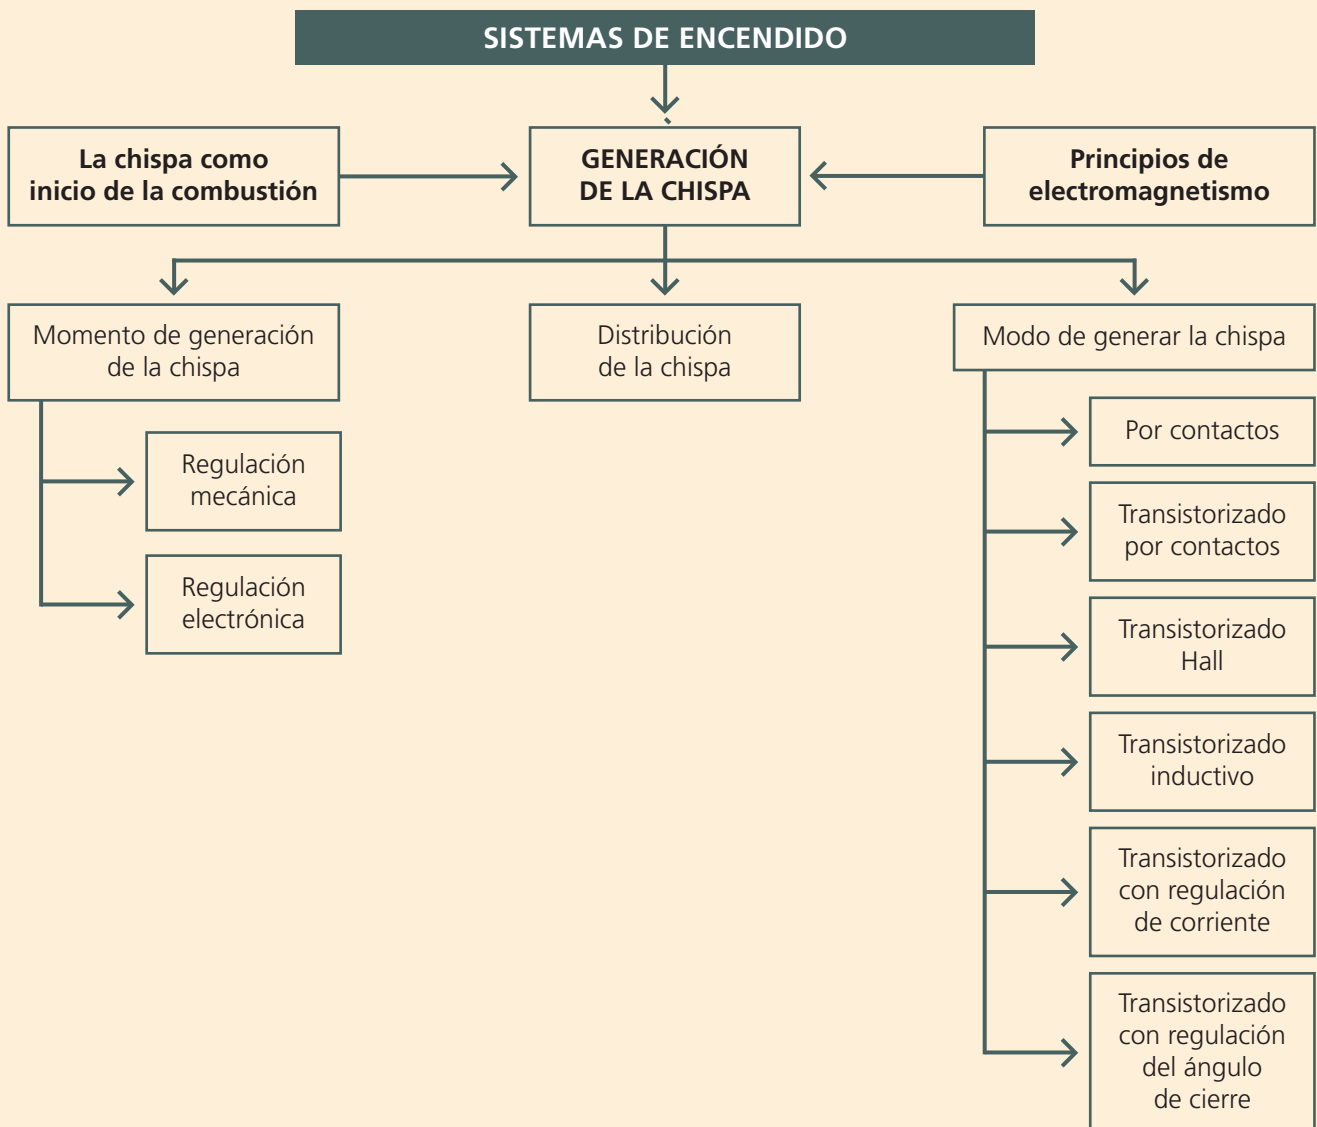 SISTEMAS DE ENCENDIDO
La chispa como
inicio de la combustión
GENERACIÓN
DE LA CHISPA
Principios de
electromagnetismo
Momento de generación
de la chispa
Distribución
de la chispa
Modo de generar la chispa
Regulación
mecánica
Regulación
electrónica
Por contactos
Transistorizado
por contactos
Transistorizado
Hall
Transistorizado
inductivo
Transistorizado
con regulación
de corriente
Transistorizado
con regulación
del ángulo
de cierre